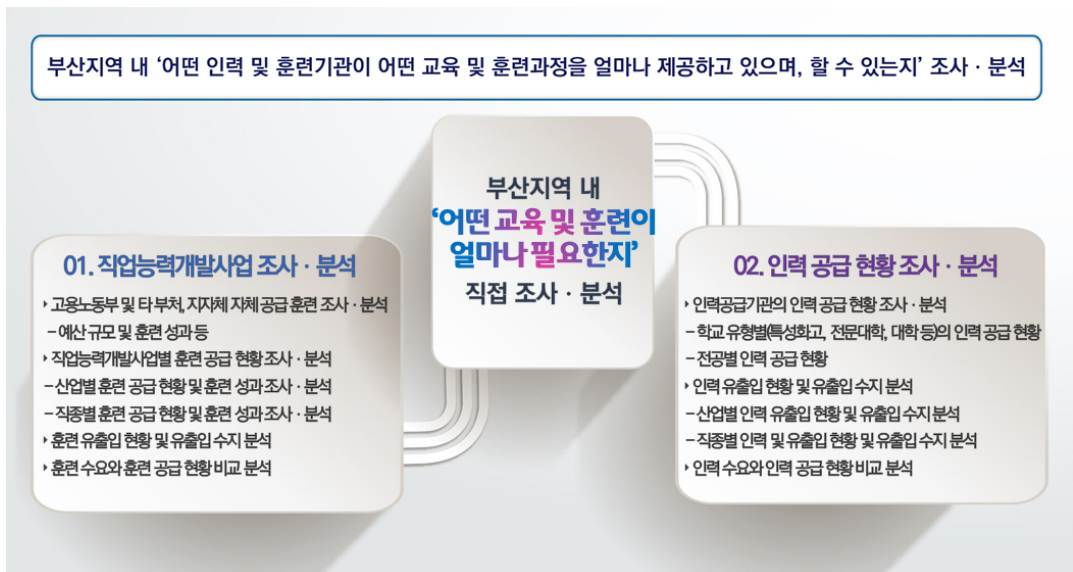 부산지역 내 ‘어떤 인력 및 훈련기관이 어떤 교육 및 훈련과정을 얼마나 제공하고 있으며, 할 수 있는지’ 조사 · 분석
부산지역 내
‘어떤 교육 및 훈련이
얼마나 필요한지’
직접 조사 · 분석
01. 직업능력개발사업 조사 · 분석
‣ 고용노동부 및 타 부처, 지자체 자체 공급 훈련 조사 · 분석
– 예산 규모 및 훈련 성과 등
‣ 직업능력개발사업별 훈련 공급 현황 조사 · 분석
– 산업별 훈련 공급 현황 및 훈련 성과 조사 · 분석
– 직종별 훈련 공급 현황 및 훈련 성과 조사 · 분석
‣ 훈련 유출입 현황 및 유출입 수지 분석
‣ 훈련 수요와 훈련 공급 현황 비교 분석
02. 인력 공급 현황 조사 · 분석
‣ 인력공급기관의 인력 공급 현황 조사 · 분석
– 학교 유형별(특성화고, 전문대학, 대학 등)의 인력 공급 현황
– 전공별 인력 공급 현황
‣ 인력 유출입 현황 및 유출입 수지 분석
– 산업별 인력 유출입 현황 및 유출입 수지 분석
– 직종별 인력 및 유출입 현황 및 유출입 수지 분석
‣ 인력 수요와 인력 공급 현황 비교 분석